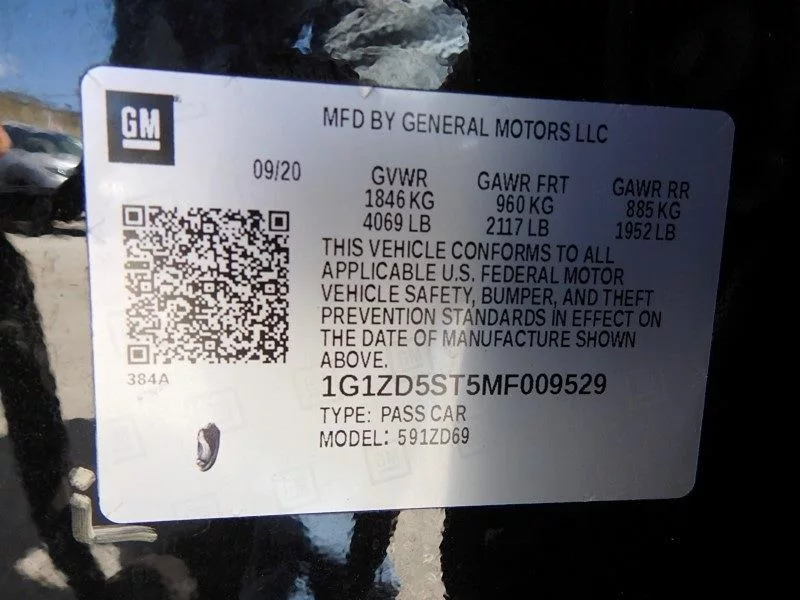 GM
MFD BY GENERAL MOTORS LLC
09/20
GVWR GAWR FRT GAWR RR
1846 KG 960 KG 885 KG
4069 LB 2117 LB 1952 LB
THIS VEHICLE CONFORMS TO ALL
APPLICABLE U.S. FEDERAL MOTOR
VEHICLE SAFETY, BUMPER, AND THEFT
PREVENTION STANDARDS IN EFFECT ON
THE DATE OF MANUFACTURE SHOWN
ABOVE.
384A
1G1ZD5ST5MF009529
TYPE: PASS CAR
MODEL: 591ZD69